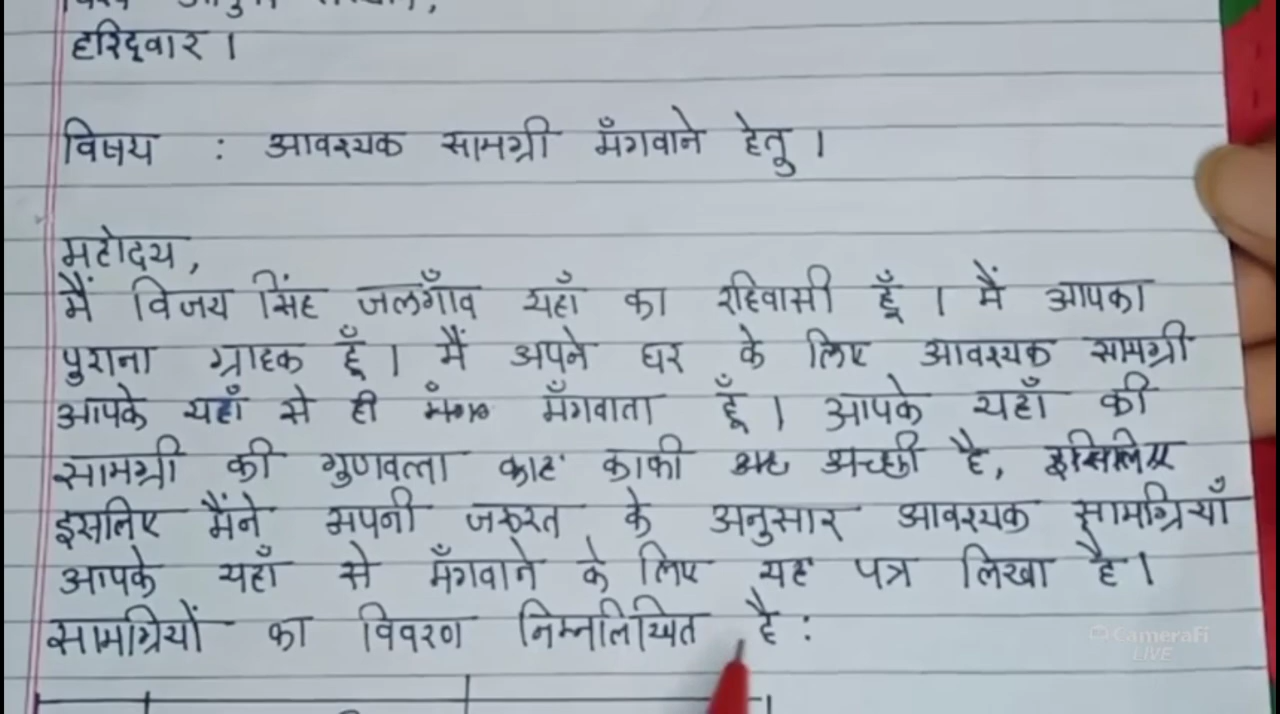 हरिद्वार ।
विषय : आवश्यक सामग्री मँगवाने हेतु ।
महोदय,
मैं विजय सिंह जलगाँव यहाँ का रहिवासी हूँ । मैं आपका
पुराना ग्राहक हूँ । मैं अपने घर के लिए आवश्यक सामग्री
आपके यहाँ से ही मँगवाता हूँ । आपके यहाँ की
सामग्री की गुणवत्ता काफी अच्छी है,
इसलिए मैंने अपनी जरुरत के अनुसार आवश्यक सामग्रियाँ
आपके यहाँ से मँगवाने के लिए यह पत्र लिखा है ।
सामग्रियों का विवरण निम्नलिखित है :
CameraFi
LIVE